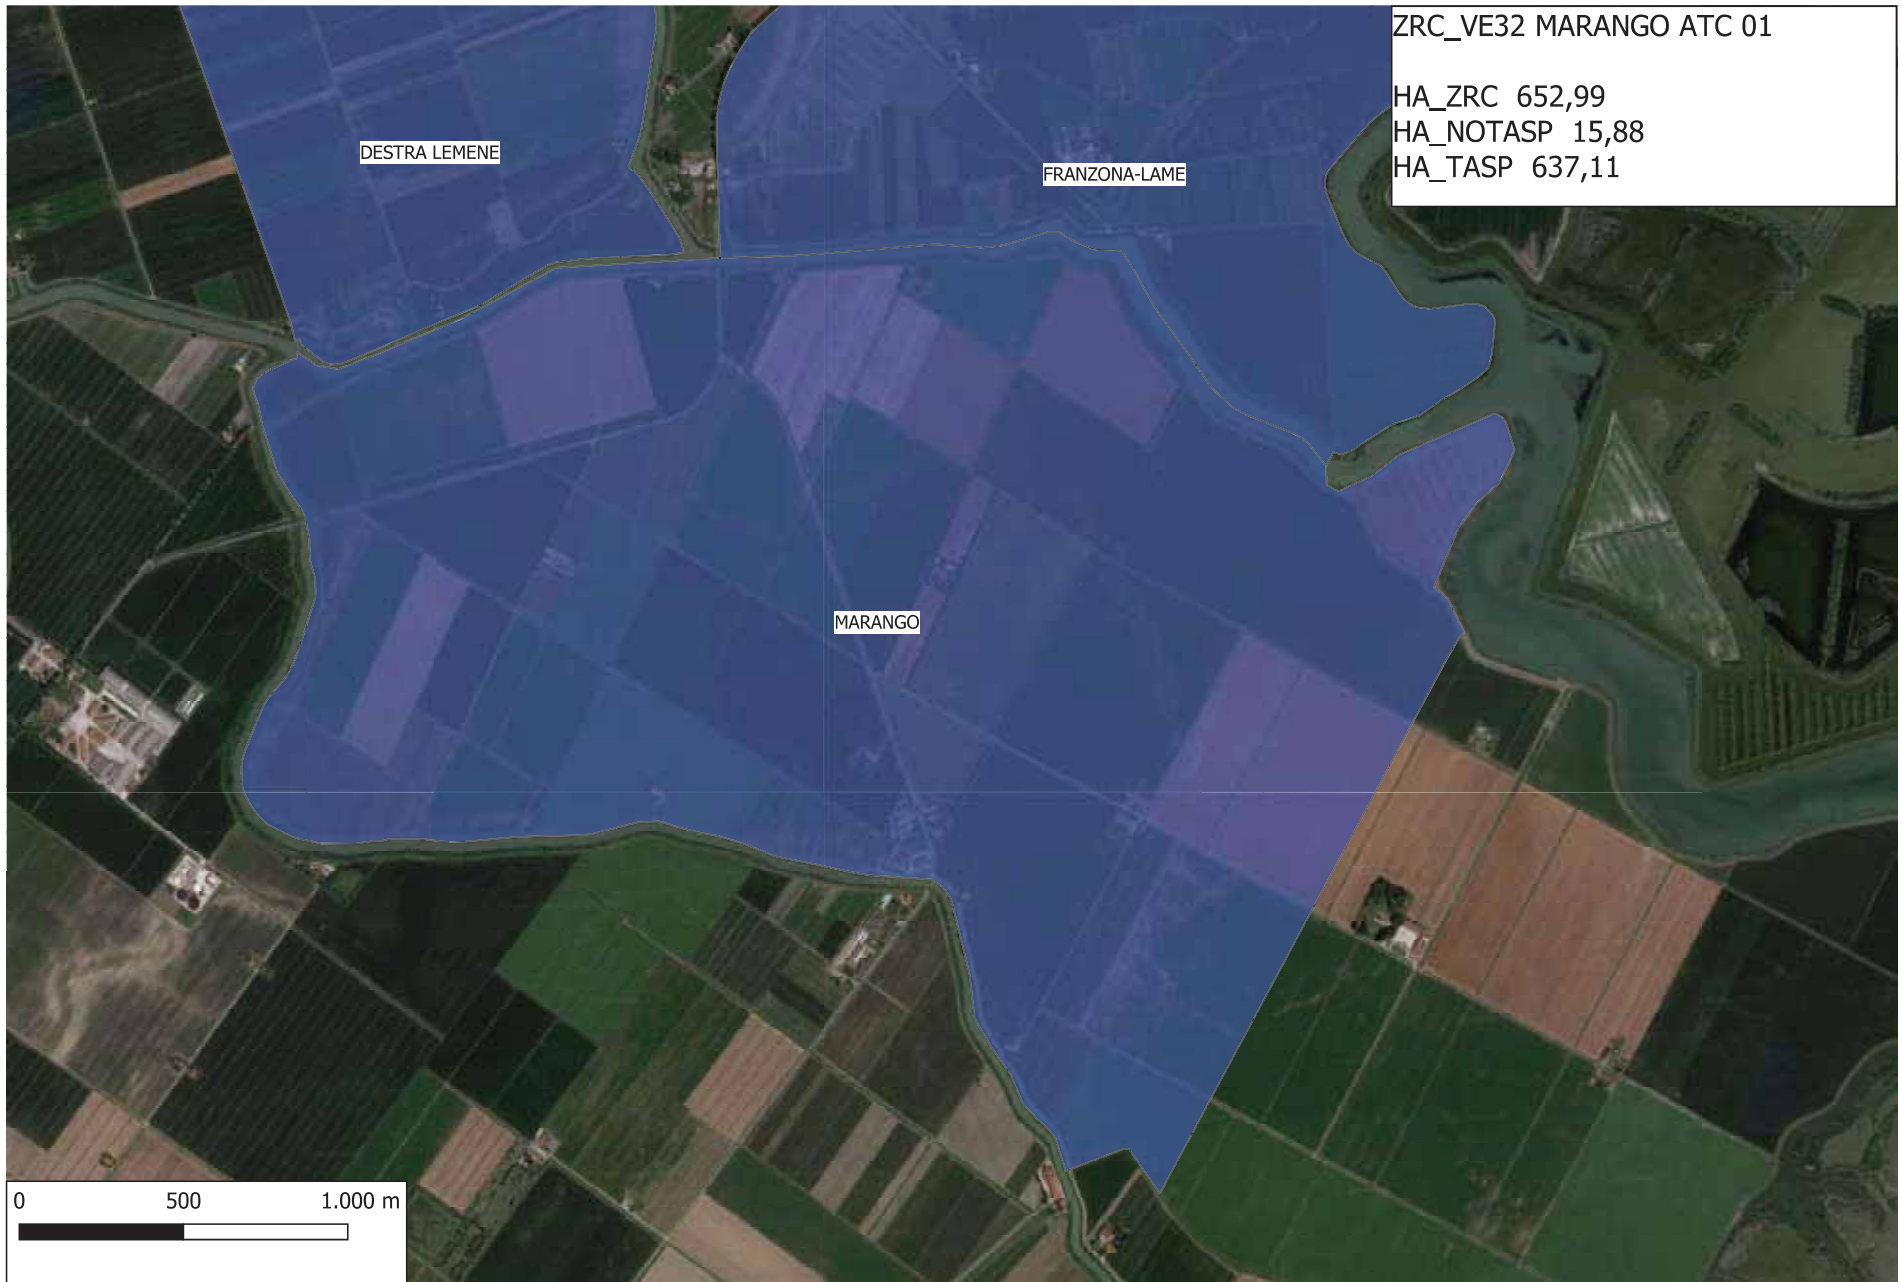 ZRC_VE32 MARANGO ATC 01
HA_ZRC 652,99
HA_NOTASP 15,88
HA_TASP 637,11
DESTRA LEMENE
FRANZONA-LAME
MARANGO
0 500 1.000 m